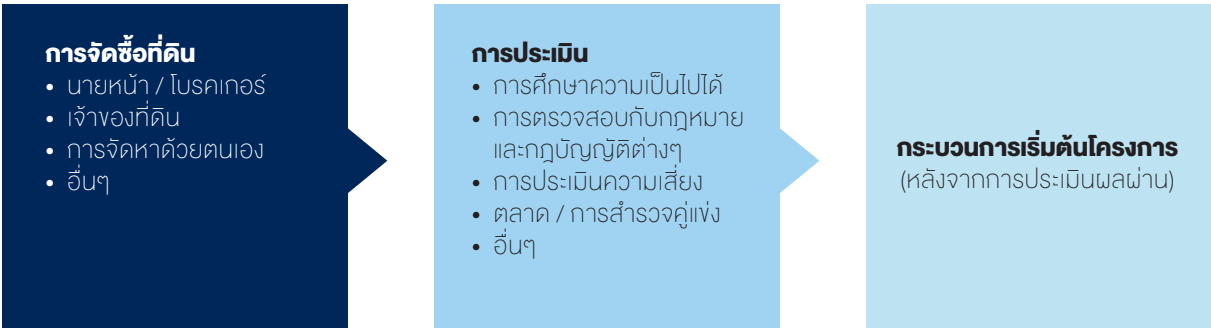 การจัดซื้อที่ดิน
• นายหน้า / โบรคเกอร์
• เจ้าของที่ดิน
• การจัดหาด้วยตนเอง
• อื่นๆ
การประเมิน
• การศึกษาความเป็นไปได้
• การตรวจสอบกับกฎหมาย
และกฎบัญญัติต่างๆ
• การประเมินความเสี่ยง
• ตลาด / การสำรวจคู่แข่ง
• อื่นๆ
กระบวนการเริ่มต้นโครงการ
(หลังจากการประเมินผลผ่าน)